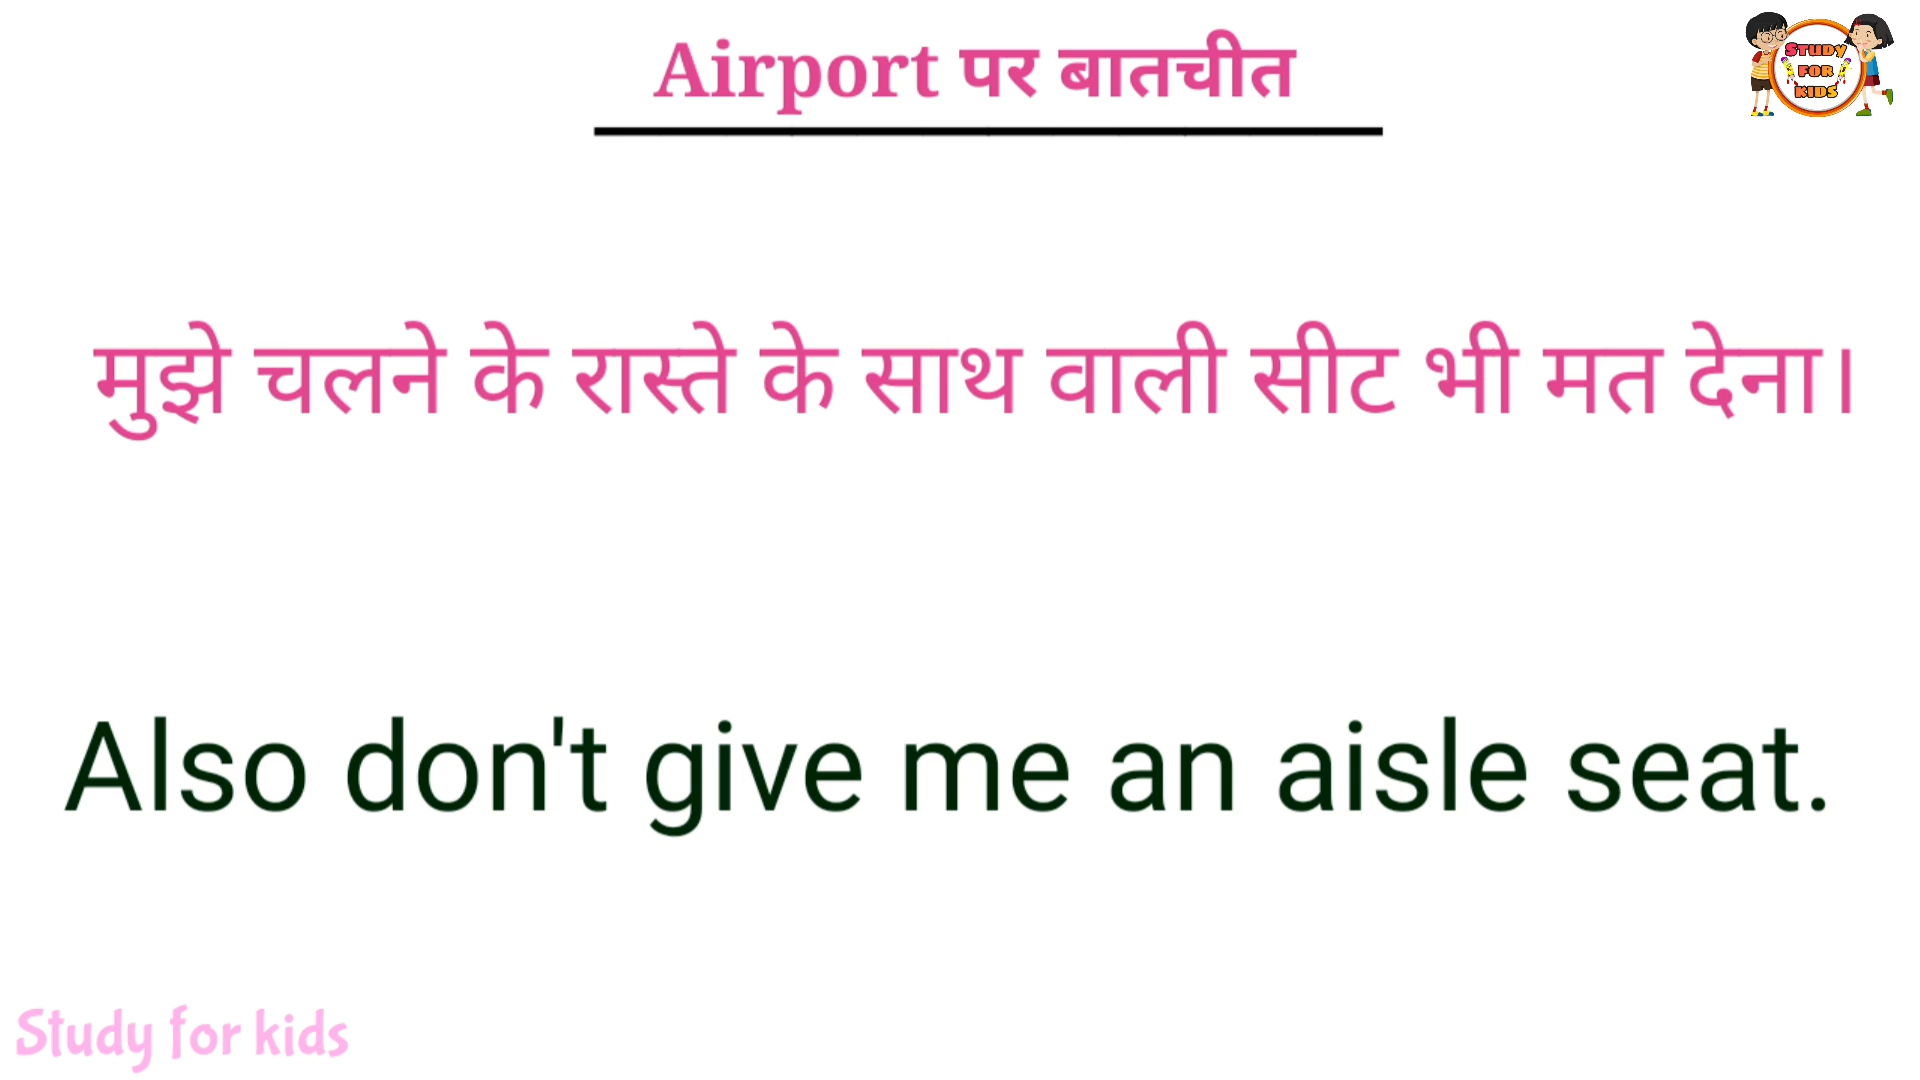 Airport पर बातचीत
STUDY
FOR
KIDS
मुझे चलने के रास्ते के साथ वाली सीट भी मत देना।
Also don't give me an aisle seat.
Study for kids